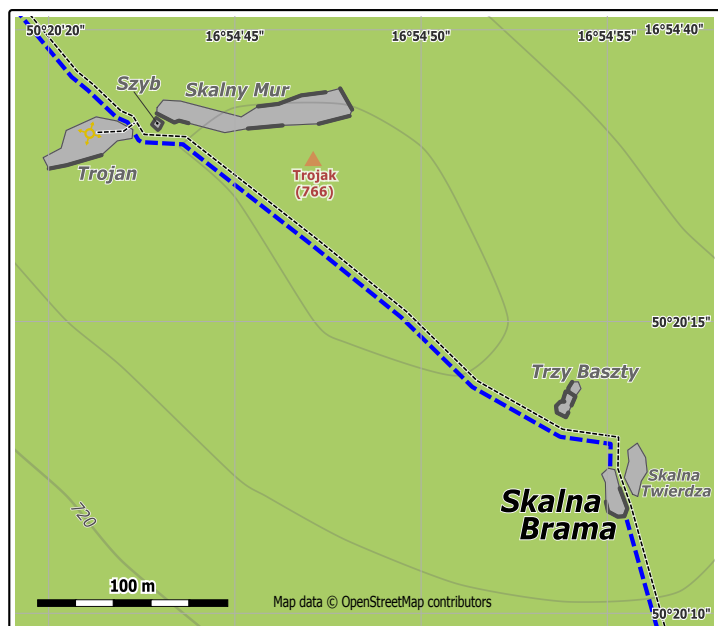 50°20'20"
16°54'45"
16°54'50"
16°54'55"
16°54'40"
Szyb
Skalny Mur
Trojan
Trojak
(766)
50°20'15"
Trzy Baszty
Skalna
Twierdza
Skalna
Brama
720
100 m
Map data © OpenStreetMap contributors
50°20'10"